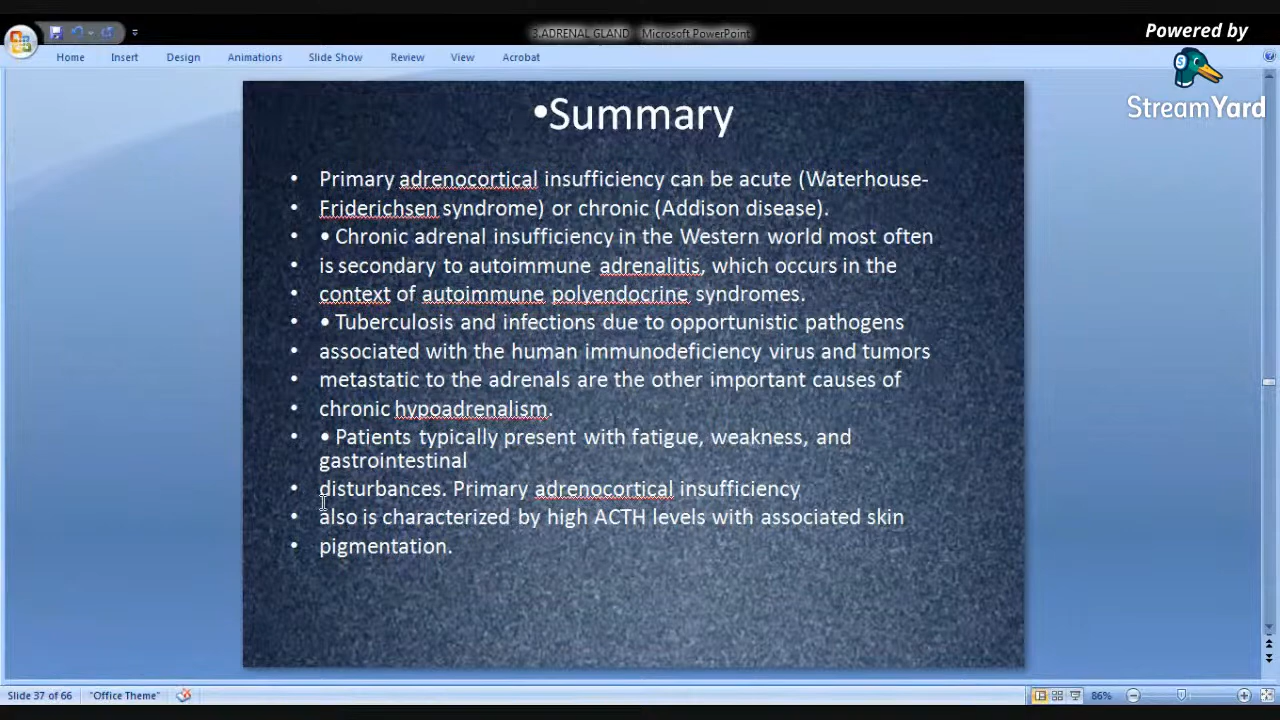 3.ADRENAL GLAND - Microsoft PowerPoint
Powered by
StreamYard
Home Insert Design Animations Slide Show Review View Acrobat
•Summary
• Primary adrenocortical insufficiency can be acute (Waterhouse-
• Friderichsen syndrome) or chronic (Addison disease).
• • Chronic adrenal insufficiency in the Western world most often
• is secondary to autoimmune adrenalitis, which occurs in the
• context of autoimmune polyendocrine syndromes.
• • Tuberculosis and infections due to opportunistic pathogens
• associated with the human immunodeficiency virus and tumors
• metastatic to the adrenals are the other important causes of
• chronic hypoadrenalism.
• • Patients typically present with fatigue, weakness, and
gastrointestinal
• disturbances. Primary adrenocortical insufficiency
• also is characterized by high ACTH levels with associated skin
• pigmentation.
Slide 37 of 66 "Office Theme" 86%